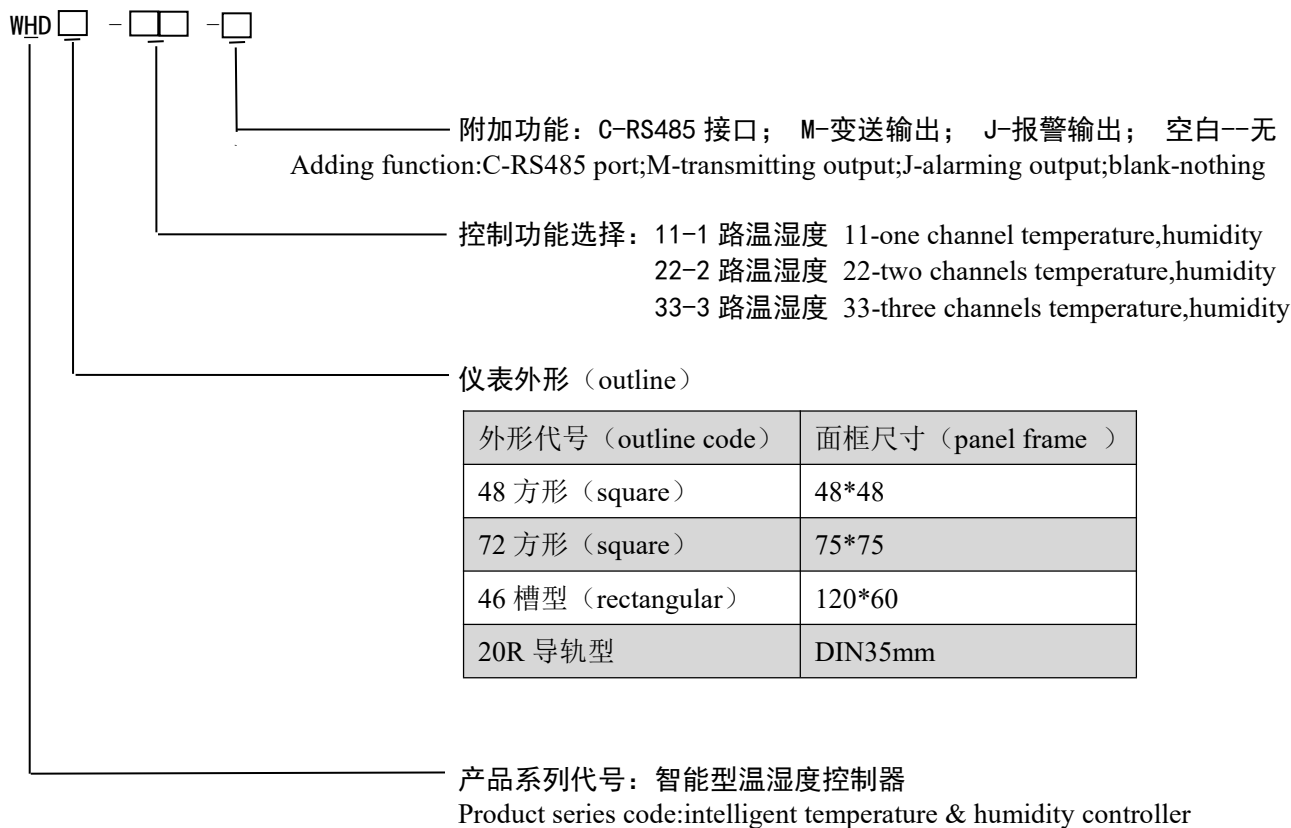 WHD□ -□□ -□
附加功能：C-RS485 接口； M-变送输出； J-报警输出； 空白--无
Adding function:C-RS485 port;M-transmitting output;J-alarming output;blank-nothing
控制功能选择：11-1 路温湿度 11-one channel temperature,humidity
22-2 路温湿度 22-two channels temperature,humidity
33-3 路温湿度 33-three channels temperature,humidity
仪表外形（outline）
外形代号（outline code） 面框尺寸（panel frame ）
48 方形（square） 48*48
72 方形（square） 75*75
46 槽型（rectangular） 120*60
20R 导轨型 DIN35mm
产品系列代号：智能型温湿度控制器
Product series code:intelligent temperature & humidity controller